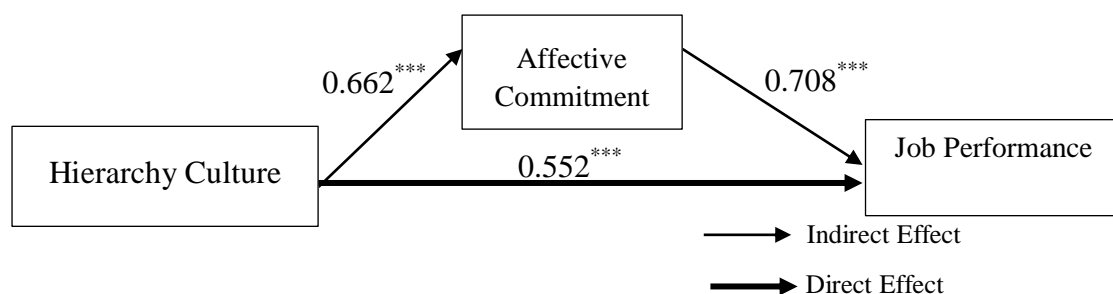 Affective
Commitment
0.662***
0.708***
Hierarchy Culture
0.552***
Job Performance
Indirect Effect
Direct Effect